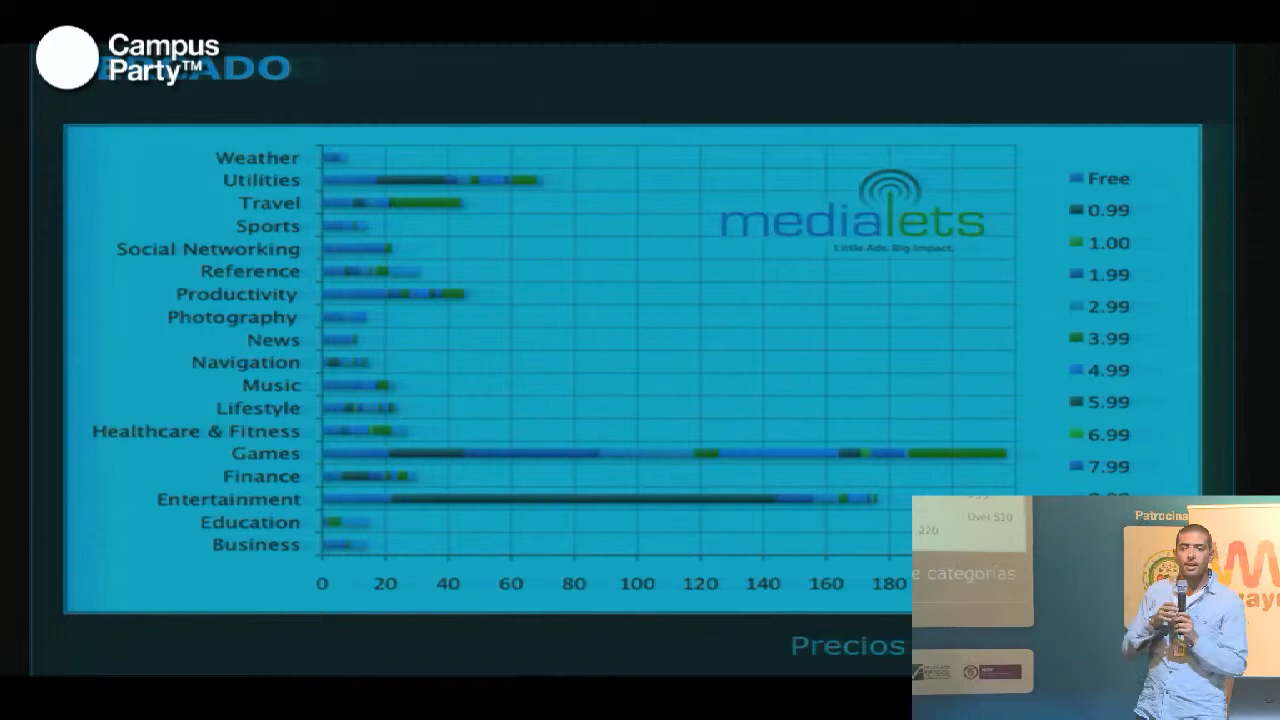 Campus
Party™
CADO
Weather
Utilities
Travel
Sports
Social Networking
Reference
Productivity
Photography
News
Navigation
Music
Lifestyle
Healthcare & Fitness
Games
Finance
Entertainment
Education
Business
0 20 40 60 80 100 120 140 160 180
medialets
Little Ads. Big Impact.
Free
0.99
1.00
1.99
2.99
3.99
4.99
5.99
6.99
7.99
Precios
Over $10
220
e categorías
Patrocina